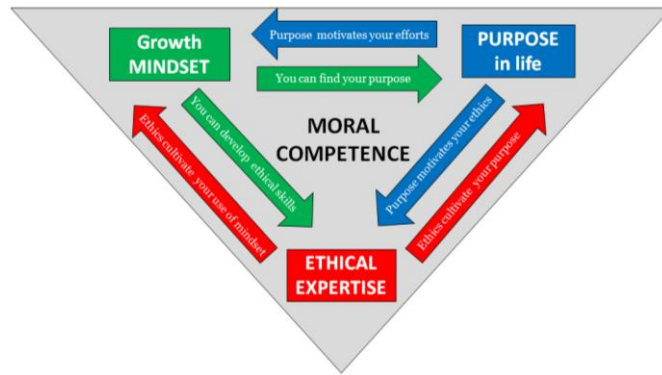 Growth
MINDSET
Purpose motivates your efforts
You can find your purpose
PURPOSE
in life
MORAL
COMPETENCE
You can develop ethical skills
Ethics cultivate your use of mindset
Purpose motivates your ethics
Ethics cultivate your purpose
ETHICAL
EXPERTISE